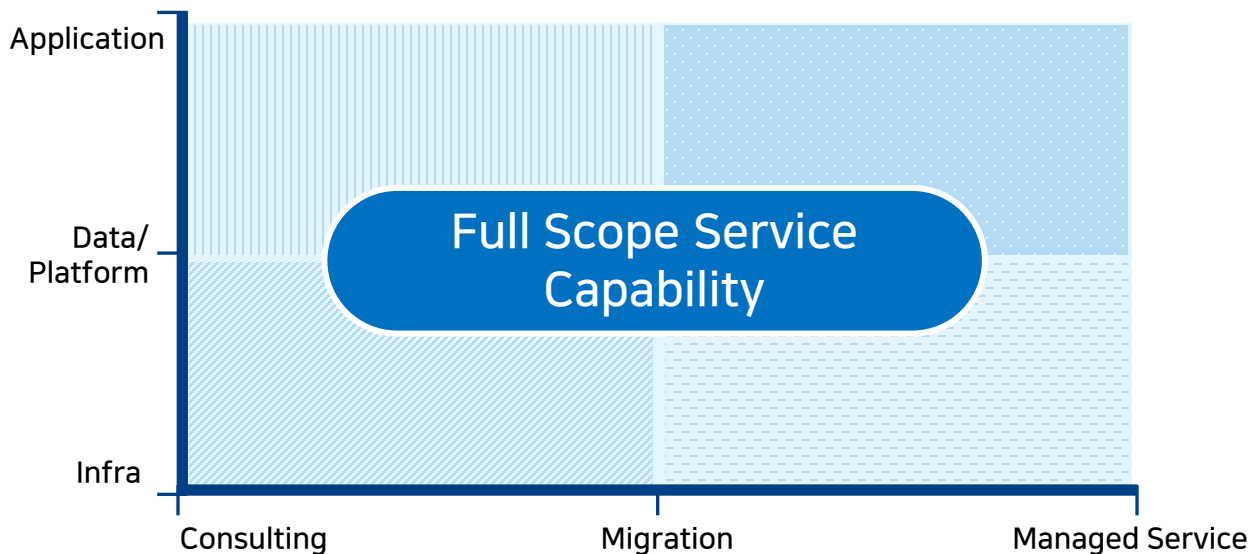 Application
Full Scope Service
Capability
Data/
Platform
Infra
Consulting
Migration
Managed Service